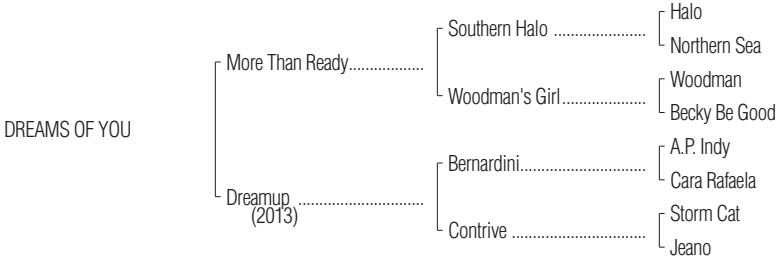 Halo
Southern Halo .......................
Northern Sea
More Than Ready..................
Woodman
Woodman's Girl.....................
Becky Be Good
DREAMS OF YOU
A.P. Indy
Bernardini................................
Cara Rafaela
Dreamup ...............................
(2013)
Storm Cat
Contrive ..................................
Jeano